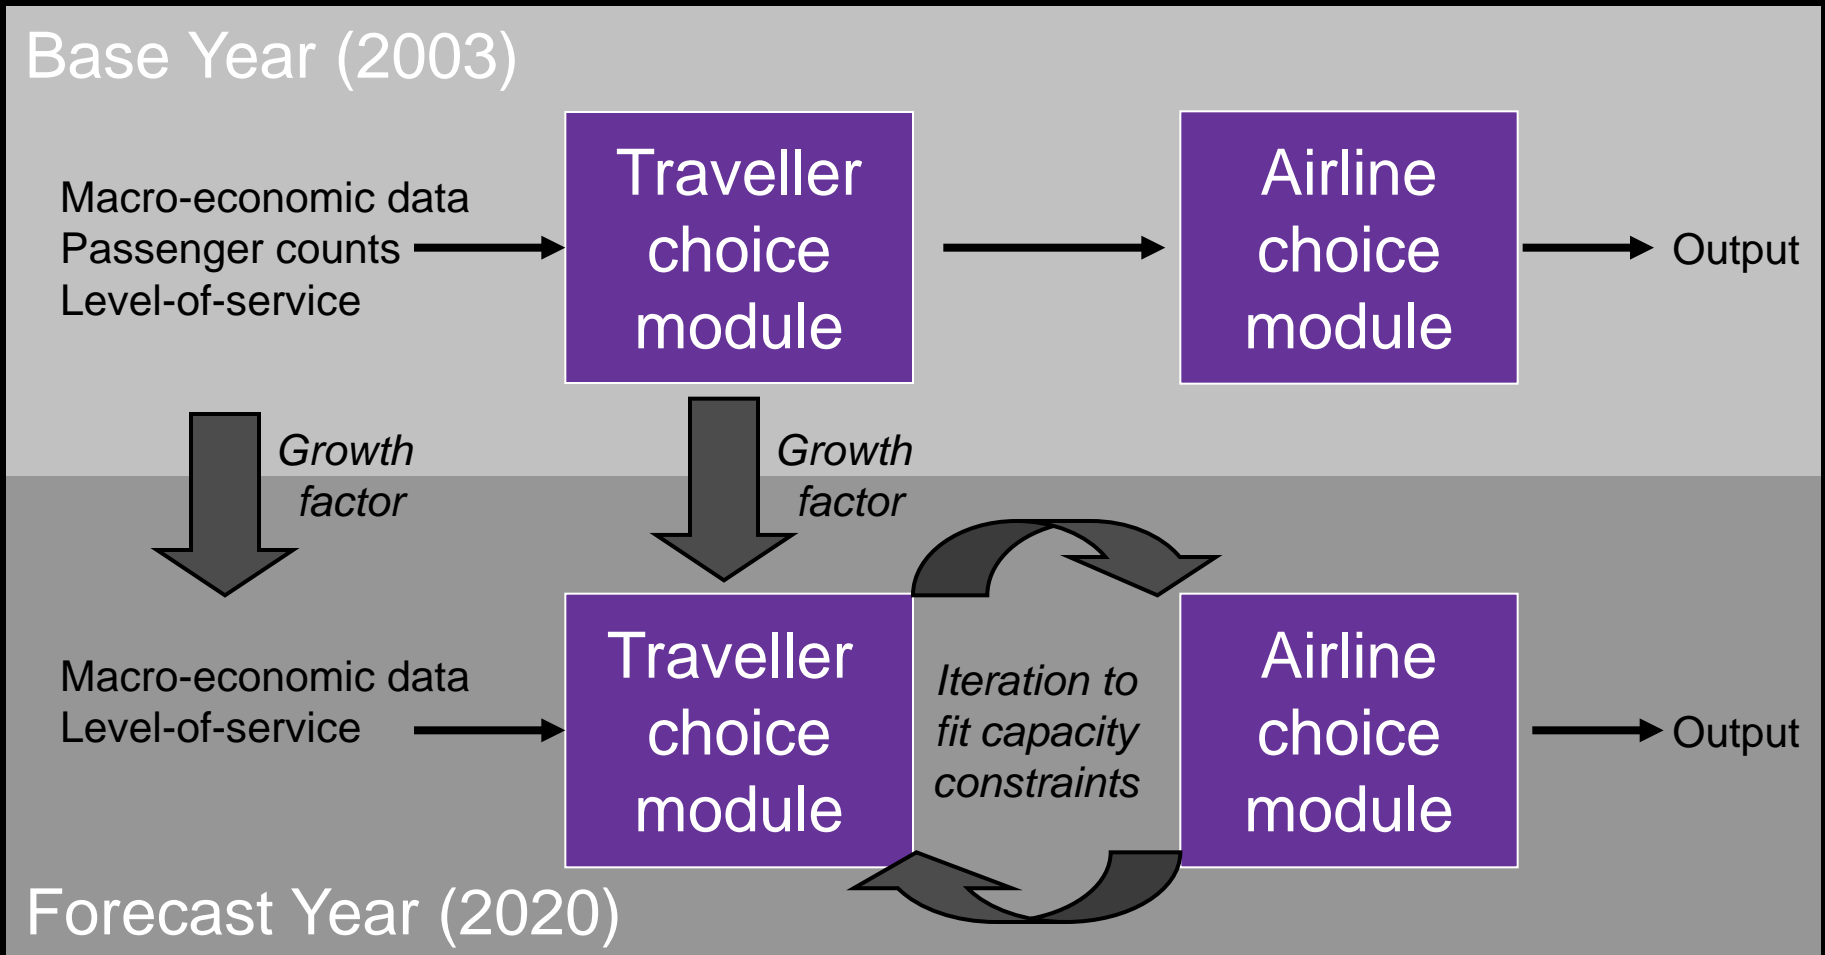 Base Year (2003)
Macro-economic data
Passenger counts
Level-of-service
Traveller
choice
module
Airline
choice
module
Output
Growth
factor
Growth
factor
Macro-economic data
Level-of-service
Traveller
choice
module
Iteration to
fit capacity
constraints
Airline
choice
module
Output
Forecast Year (2020)